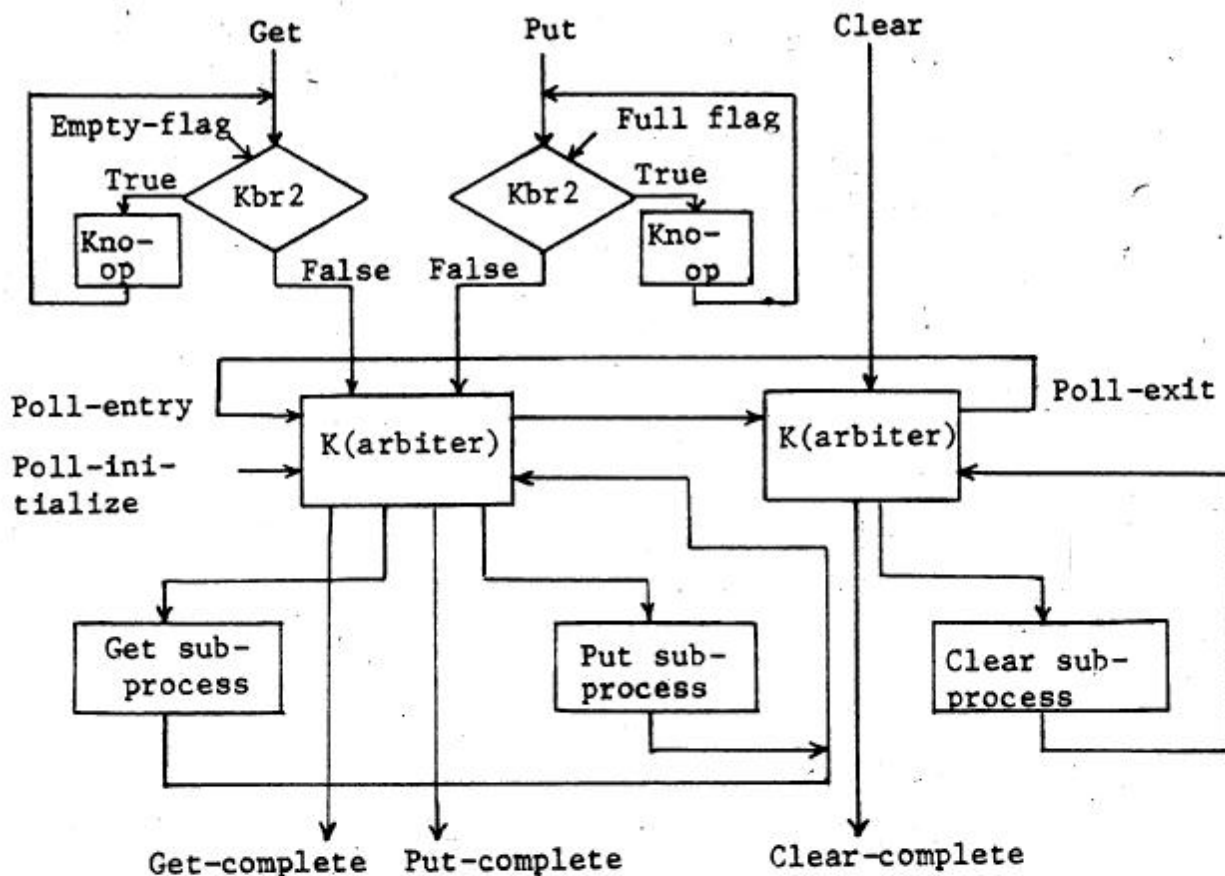 Get
Put
Clear
Empty-flag
Full flag
True
Kbr2
Kbr2
True
Kno-
op
Kno-
op
False
False
Poll-entry
Poll-exit
K(arbiter)
K(arbiter)
Poll-ini-
tialize
Get sub-
process
Put sub-
process
Clear sub-
process
Get-complete
Put-complete
Clear-complete